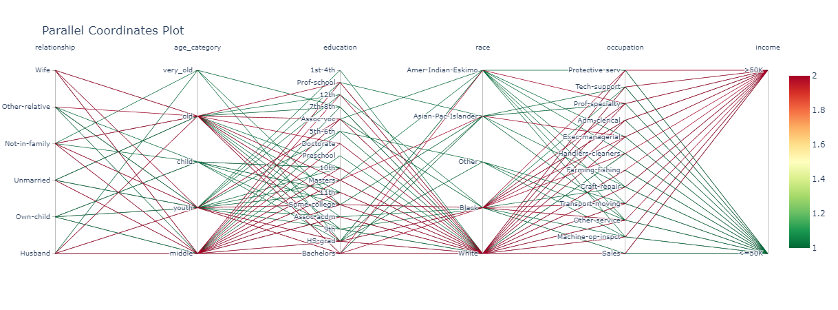 Parallel Coordinates Plot
relationship
age_category
education
race
occupation
income
Wife
Other-relative
Not-in-family
Unmarried
Own-child
Husband
very_old
old
child
youth
middle
1st-4th
Prof-school
12th
7th-8th
Assoc-voc
5th-6th
Doctorate
Preschool
10th
Masters
11th
Some-college
Assoc-acdm
9th
HS-grad
Bachelors
Amer-Indian-Eskimo
Asian-Pac-Islander
Other
Black
White
Protective-serv
Tech-support
Prof-specialty
Adm-clerical
Exec-managerial
Handlers-cleaners
Farming-fishing
Craft-repair
Transport-moving
Other-service
Machine-op-inspct
Sales
>50K
<=50K
2
1.8
1.6
1.4
1.2
1